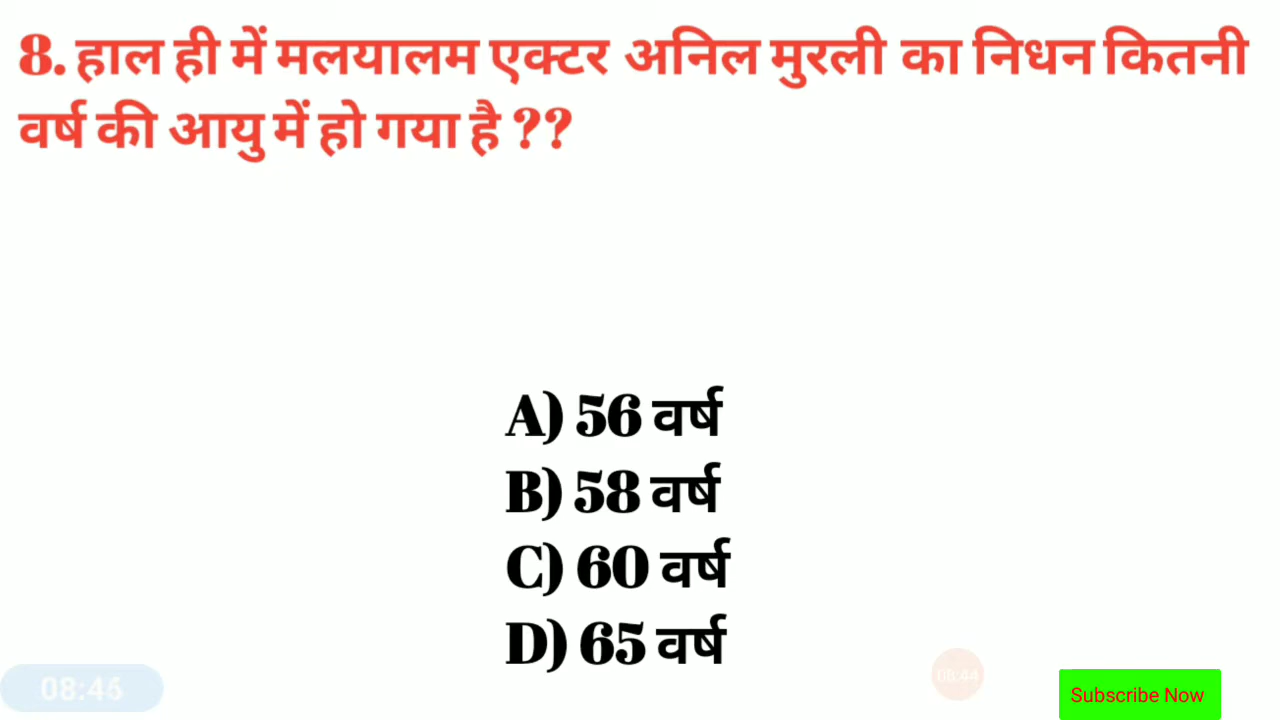 8. हाल ही में मलयालम एक्टर अनिल मुरली का निधन कितनी
वर्ष की आयु में हो गया है ??
A) 56 वर्ष
B) 58 वर्ष
C) 60 वर्ष
D) 65 वर्ष
08:44
Subscribe Now